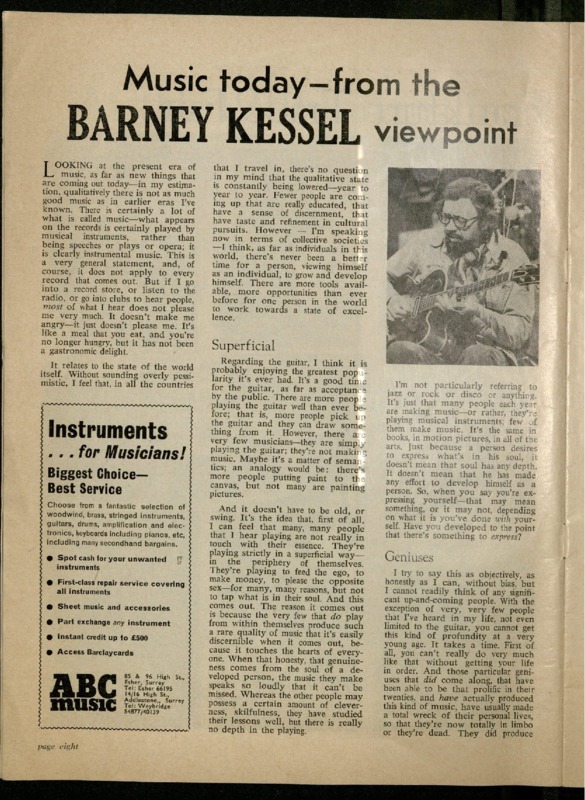 Music today–from the
BARNEY KESSEL viewpoint
LOOKING at the present era of
music, as far as new things that
are coming out today—in my estima-
tion, qualitatively there is not as much
good music as in earlier eras I've
known. There is certainly a lot of
what is called music—what appears
on the records is certainly played by
musical instruments, rather than
being speeches or plays or opera; it
is clearly instrumental music. This is
a very general statement, and, of
course, it does not apply to every
record that comes out. But if I go
into a record store, or listen to the
radio, or go into clubs to hear people,
most of what I hear does not please
me very much. It doesn't make me
angry—it just doesn't please me. It's
like a meal that you eat, and you're
no longer hungry, but it has not been
a gastronomic delight.
It relates to the state of the world
itself. Without sounding overly pessi-
mistic, I feel that, in all the countries
Instruments
. . . for Musicians!
Biggest Choice—
Best Service
Choose from a fantastic selection of
woodwind, brass, stringed instruments,
guitars, drums, amplification and elec-
tronics, keyboards including pianos, etc,
including many secondhand bargains.
● Spot cash for your unwanted
instruments
● First-class repair service covering
all instruments
● Sheet music and accessories
● Part exchange any instrument
● Instant credit up to £500
● Access Barclaycards
ABC
music
85 & 96 High St.,
Esher, Surrey
Tel: Esher 66195
14/16 High St.,
Addlestone, Surrey
Tel: Weybridge
54877/40139
page eight
that I travel in, there's no question
in my mind that the qualitative state
is constantly being lowered—year to
year to year. Fewer people are com-
ing up that are really educated, that
have a sense of discernment, that
have taste and refinement in cultural
pursuits. However — I'm speaking
now in terms of collective societies
—I think, as far as individuals in this
world, there's never been a better
time for a person, viewing himself
as an individual, to grow and develop
himself. There are more tools avail-
able, more opportunities than ever
before for one person in the world
to work towards a state of excel-
lence.
Superficial
Regarding the guitar, I think it is
probably enjoying the greatest popu-
larity it's ever had. It's a good time
for the guitar, as far as acceptance
by the public. There are more people
playing the guitar well than ever be-
fore; that is, more people pick up
the guitar and they can draw some-
thing from it. However, there are
very few musicians—they are simply
playing the guitar; they're not making
music. Maybe it's a matter of seman-
tics; an analogy would be: there's
more people putting paint to the
canvas, but not many are painting
pictures.
And it doesn't have to be old, or
swing. It's the idea that, first of all,
I can feel that many, many people
that I hear playing are not really in
touch with their essence. They're
playing strictly in a superficial way—
in the periphery of themselves.
They're playing to feed the ego, to
make money, to please the opposite
sex—for many, many reasons, but not
to tap what is in their soul. And this
comes out. The reason it comes out
is because the very few that do play
from within themselves produce such
a rare quality of music that it's easily
discernible when it comes out, be-
cause it touches the hearts of every-
one. When that honesty, that genuine-
ness comes from the soul of a de-
veloped person, the music they make
speaks so loudly that it can't be
missed. Whereas the other people may
possess a certain amount of clever-
ness, skilfulness, they have studied
their lessons well, but there is really
no depth in the playing.
I'm not particularly referring to
jazz or rock or disco or anything.
It's just that many people each year
are making music—or rather, they're
playing musical instruments; few of
them make music. It's the same in
books, in motion pictures, in all of the
arts. Just because a person desires
to express what's in his soul, it
doesn't mean that soul has any depth.
It doesn't mean that he has made
any effort to develop himself as a
person. So, when you say you're ex-
pressing yourself—that may mean
something, or it may not, depending
on what it is you've done with your-
self. Have you developed to the point
that there's something to express?
Geniuses
I try to say this as objectively, as
honestly as I can, without bias, but
I cannot readily think of any signifi-
cant up-and-coming people. With the
exception of very, very few people
that I've heard in my life, not even
limited to the guitar, you cannot get
this kind of profundity at a very
young age. It takes a time. First of
all, you can't really do very much
like that without getting your life
in order. And those particular geni-
uses that did come along, that have
been able to be that prolific in their
twenties, and have actually produced
this kind of music, have usually made
a total wreck of their personal lives,
so that they're now totally in limbo
or they're dead. They did produce